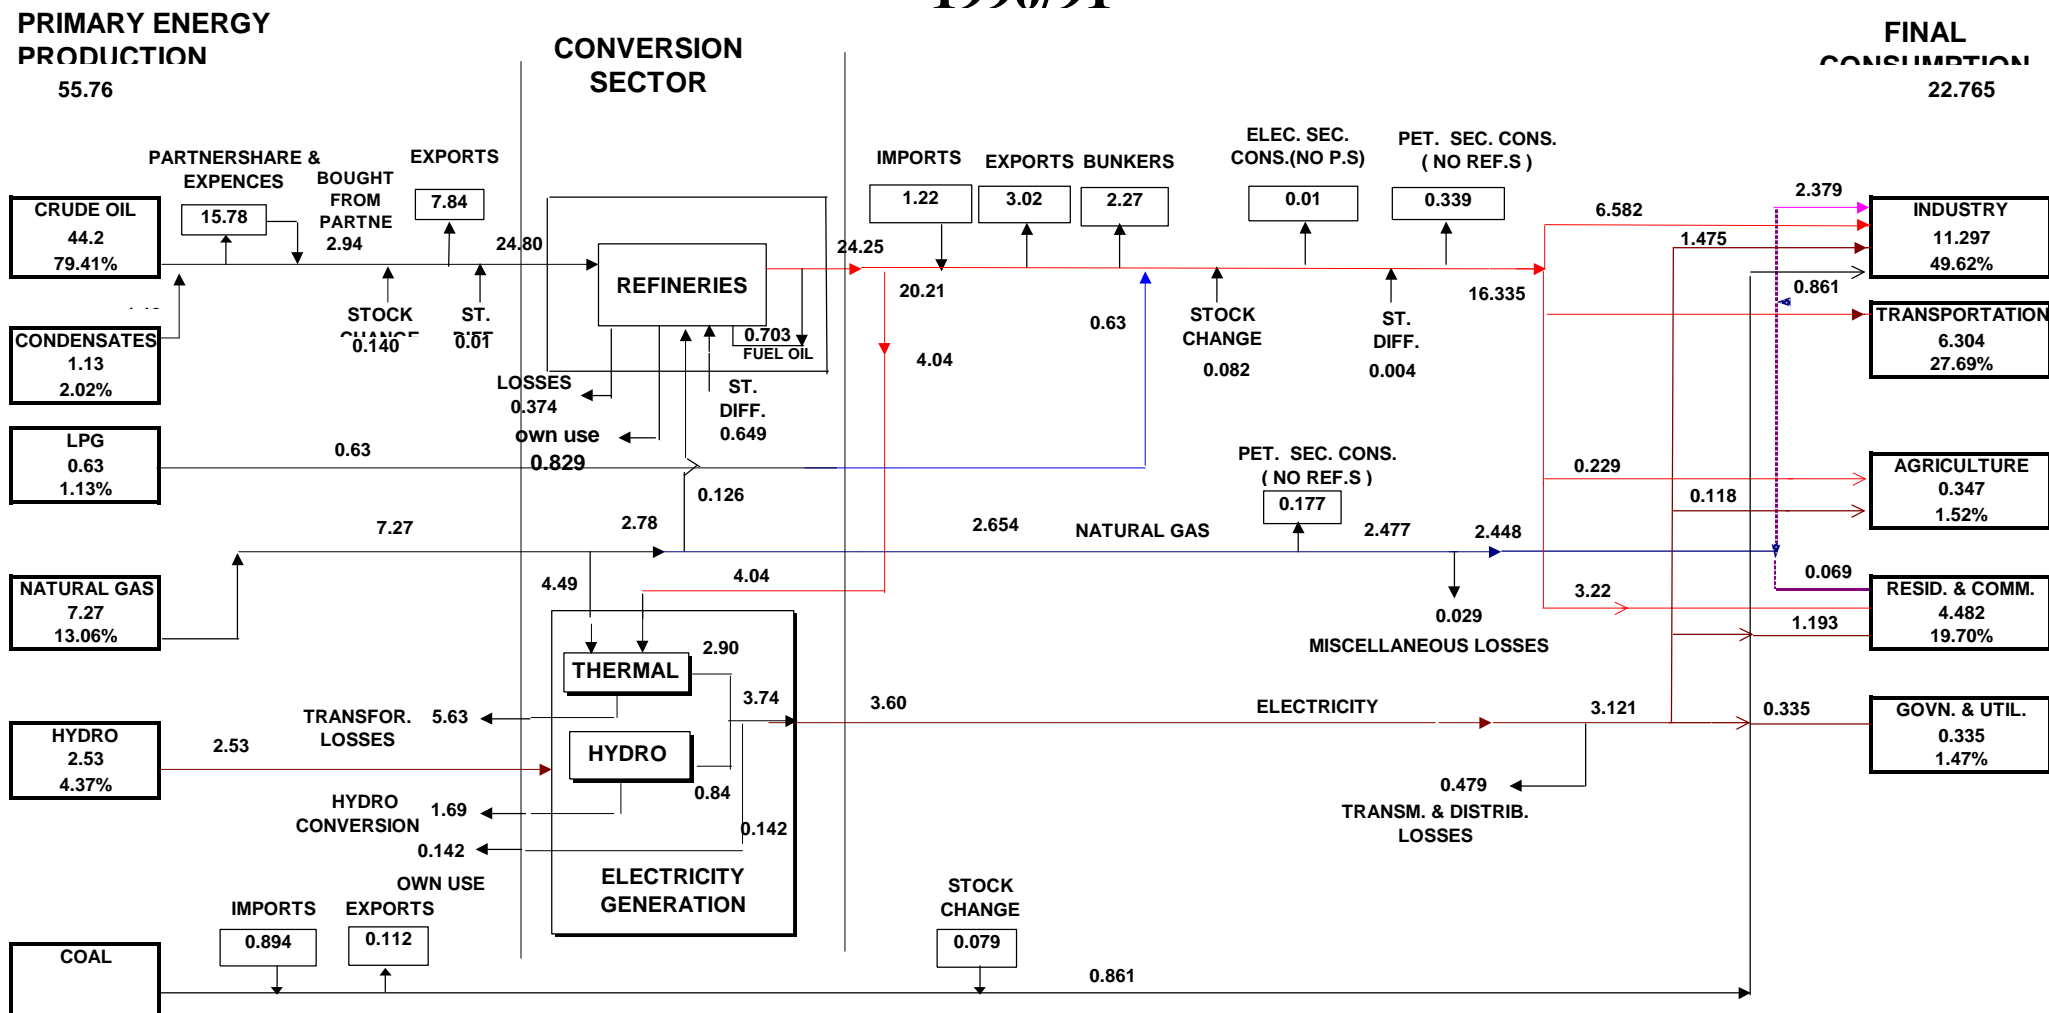 PRIMARY ENERGY
PRODUCTION
55.76
CONVERSION
SECTOR
FINAL
CONSUMPTION
22.765
PARTNERSHARE &
EXPENCES
15.78
BOUGHT
FROM
PARTNE
2.94
EXPORTS
7.84
24.80
STOCK
CHANGE
0.140
ST.
DIFF
0.01
CRUDE OIL
44.2
79.41%
CONDENSATES
1.13
2.02%
LPG
0.63
1.13%
0.63
NATURAL GAS
7.27
13.06%
7.27
HYDRO
2.53
4.37%
2.53
COAL
IMPORTS
0.894
EXPORTS
0.112
REFINERIES
0.703
FUEL OIL
LOSSES
0.374
own use
0.829
ST.
DIFF.
0.649
0.126
2.78
4.49
4.04
THERMAL
2.90
3.74
HYDRO
0.84
0.142
TRANSFOR.
LOSSES
5.63
HYDRO
CONVERSION
1.69
0.142
OWN USE
ELECTRICITY
GENERATION
24.25
20.21
4.04
IMPORTS
1.22
EXPORTS
3.02
BUNKERS
2.27
0.63
STOCK
CHANGE
0.082
ELEC. SEC.
CONS.(NO P.S)
0.01
PET. SEC. CONS.
( NO REF.S )
0.339
ST.
DIFF.
0.004
16.335
2.654
NATURAL GAS
PET. SEC. CONS.
( NO REF.S )
0.177
2.477
2.448
0.029
MISCELLANEOUS LOSSES
3.60
ELECTRICITY
3.121
0.479
TRANSM. & DISTRIB.
LOSSES
STOCK
CHANGE
0.079
0.861
6.582
2.379
1.475
0.861
0.229
0.118
0.069
3.22
1.193
0.335
INDUSTRY
11.297
49.62%
TRANSPORTATION
6.304
27.69%
AGRICULTURE
0.347
1.52%
RESID. & COMM.
4.482
19.70%
GOVN. & UTIL.
0.335
1.47%